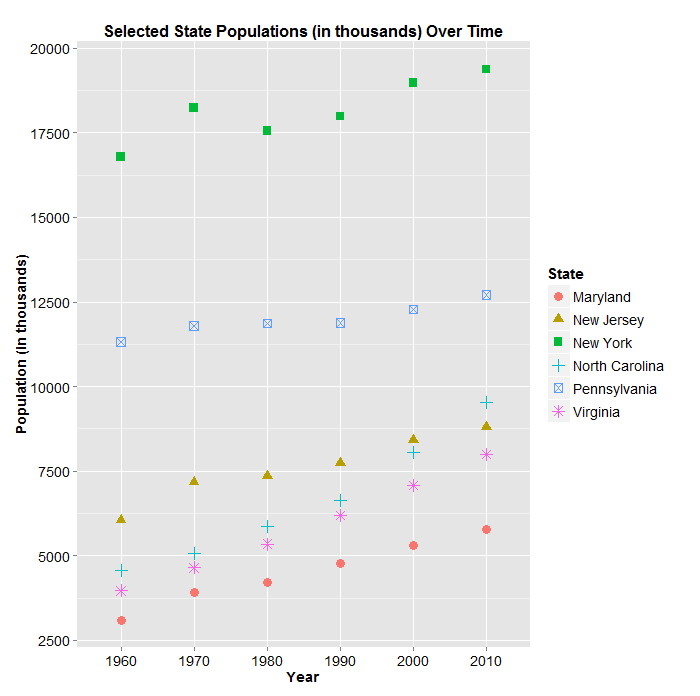 Selected State Populations (in thousands) Over Time
20000
17500
15000
12500
10000
7500
5000
2500
Population (In thousands)
1960 1970 1980 1990 2000 2010
Year
State
Maryland
New Jersey
New York
North Carolina
Pennsylvania
Virginia